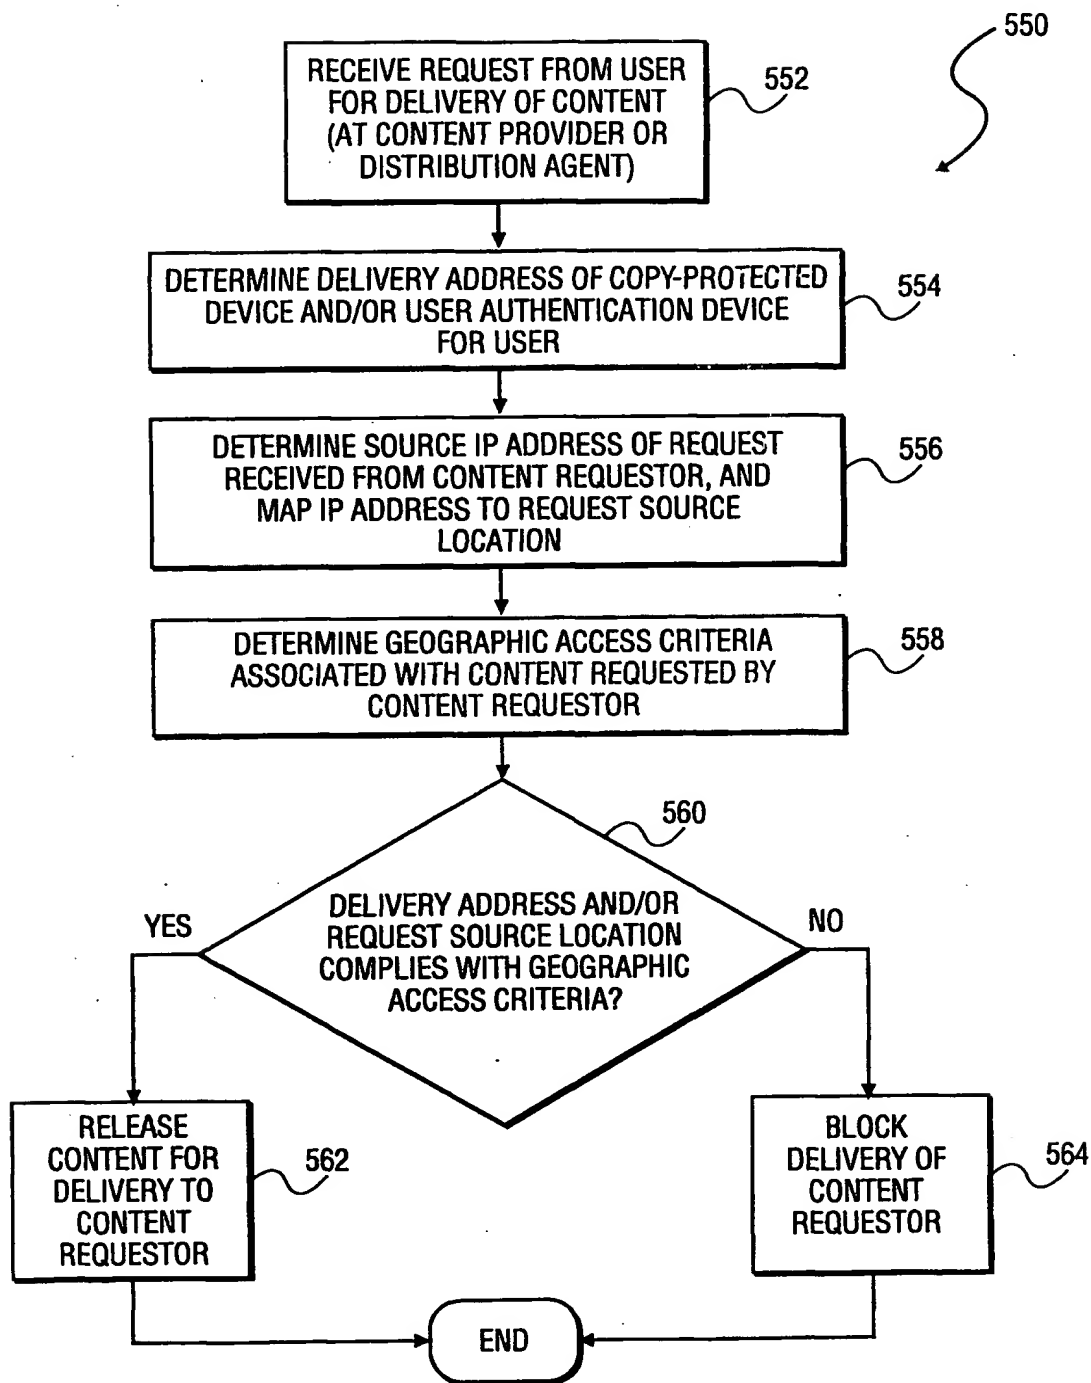 550
RECEIVE REQUEST FROM USER
FOR DELIVERY OF CONTENT
(AT CONTENT PROVIDER OR
DISTRIBUTION AGENT)
552
DETERMINE DELIVERY ADDRESS OF COPY-PROTECTED
DEVICE AND/OR USER AUTHENTICATION DEVICE
FOR USER
554
DETERMINE SOURCE IP ADDRESS OF REQUEST
RECEIVED FROM CONTENT REQUESTOR, AND
MAP IP ADDRESS TO REQUEST SOURCE
LOCATION
556
DETERMINE GEOGRAPHIC ACCESS CRITERIA
ASSOCIATED WITH CONTENT REQUESTED BY
CONTENT REQUESTOR
558
560
DELIVERY ADDRESS AND/OR
REQUEST SOURCE LOCATION
COMPLIES WITH GEOGRAPHIC
ACCESS CRITERIA?
YES
NO
RELEASE
CONTENT FOR
DELIVERY TO
CONTENT
REQUESTOR
562
BLOCK
DELIVERY OF
CONTENT
REQUESTOR
564
END